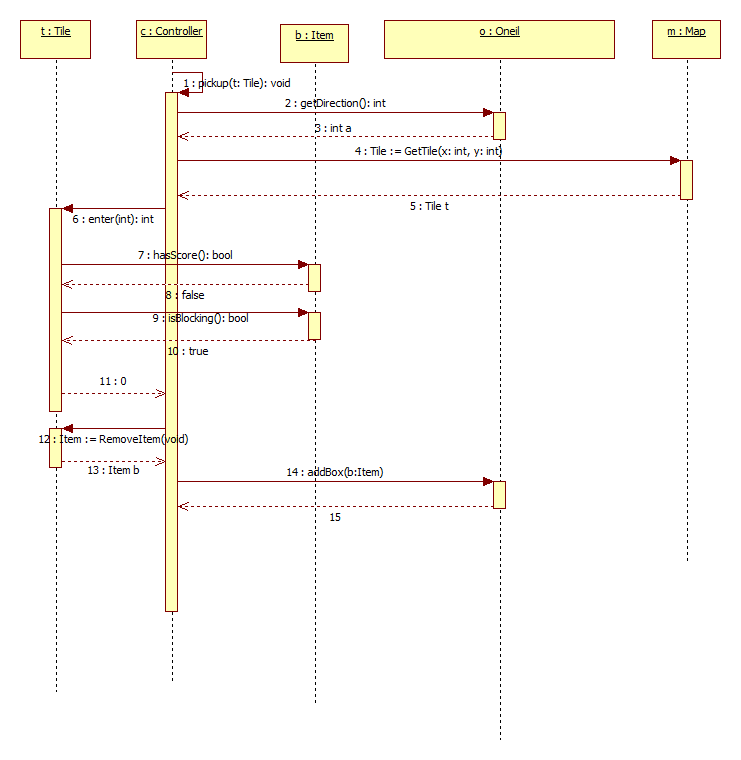 t : Tile
c : Controller
b : Item
o : Oneil
m : Map
1 : pickup(t: Tile): void
2 : getDirection(): int
3 : int a
4 : Tile := GetTile(x: int, y: int)
5 : Tile t
6 : enter(int): int
7 : hasScore(): bool
8 : false
9 : isBlocking(): bool
10 : true
11 : 0
12 : Item := RemoveItem(void)
13 : Item b
14 : addBox(b:Item)
15